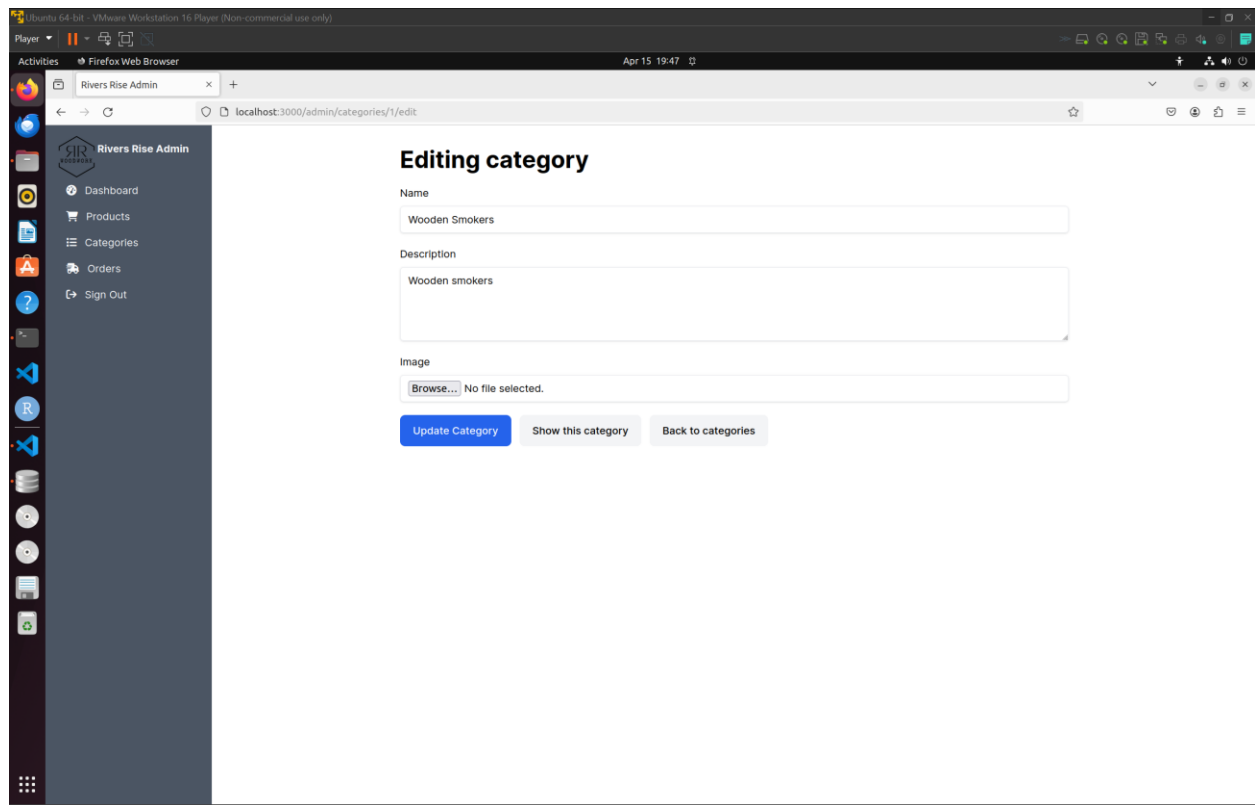 Ubuntu 64-bit - VMware Workstation 16 Player (Non-commercial use only)
Player
Activities Firefox Web Browser Apr 15 19:47
Rivers Rise Admin
localhost:3000/admin/categories/1/edit
RR
WOODWORK
Rivers Rise Admin
Dashboard
Products
Categories
Orders
Sign Out
Editing category
Name
Wooden Smokers
Description
Wooden smokers
Image
Browse... No file selected.
Update Category Show this category Back to categories